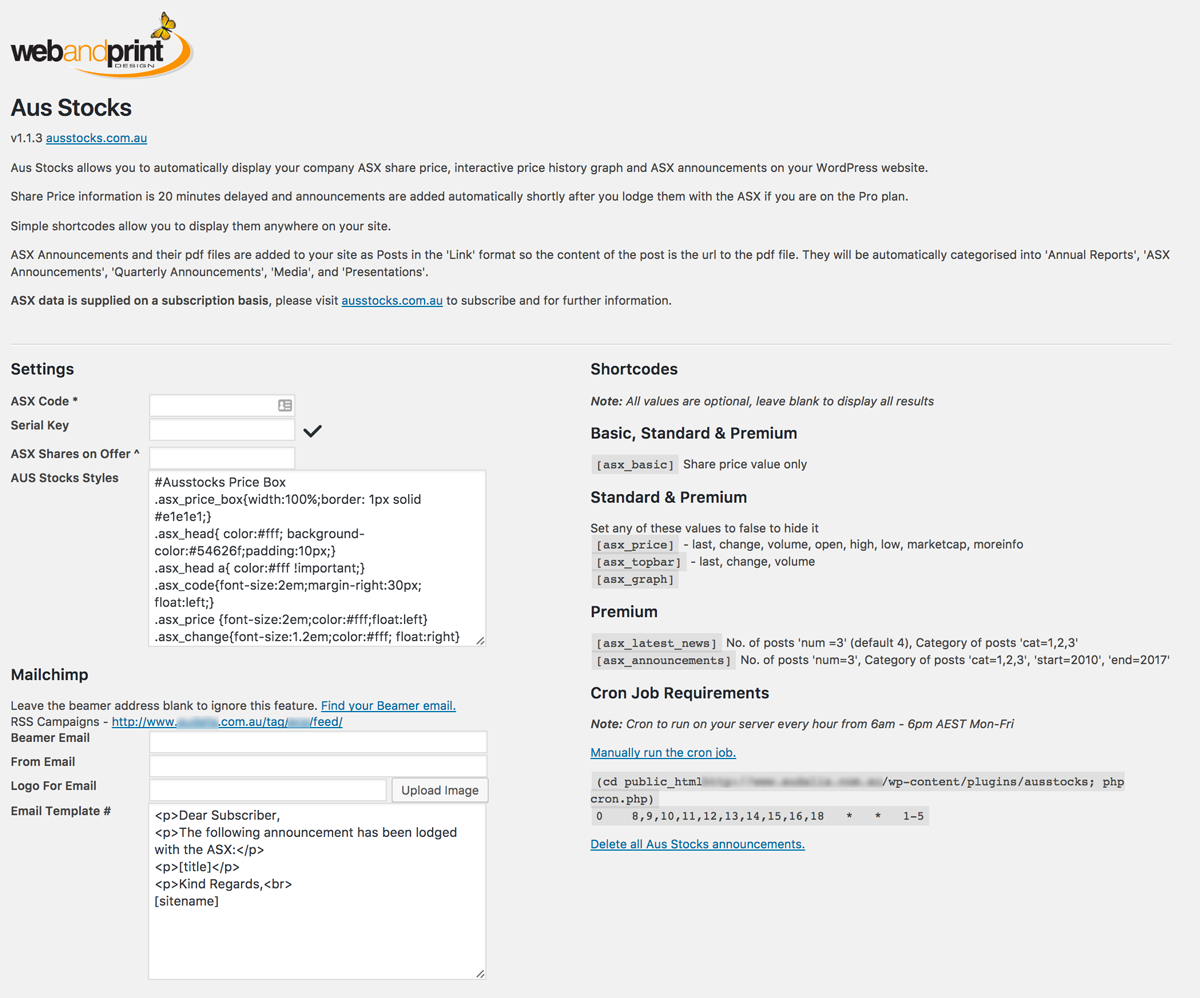 webandprint
DESIGN
Aus Stocks
v1.1.3 ausstocks.com.au
Aus Stocks allows you to automatically display your company ASX share price, interactive price history graph and ASX announcements on your WordPress website.
Share Price information is 20 minutes delayed and announcements are added automatically shortly after you lodge them with the ASX if you are on the Pro plan.
Simple shortcodes allow you to display them anywhere on your site.
ASX Announcements and their pdf files are added to your site as Posts in the 'Link' format so the content of the post is the url to the pdf file. They will be automatically categorised into 'Annual Reports', 'ASX
Announcements', 'Quarterly Announcements', 'Media', and 'Presentations'.
ASX data is supplied on a subscription basis, please visit ausstocks.com.au to subscribe and for further information.
Settings
ASX Code *
Serial Key
ASX Shares on Offer ^
AUS Stocks Styles
#Ausstocks Price Box
.asx_price_box{width:100%;border: 1px solid
#e1e1e1;}
.asx_head{ color:#fff; background-
color:#54626f;padding:10px;}
.asx_head a{ color:#fff !important;}
.asx_code{font-size:2em;margin-right:30px;
float:left;}
.asx_price {font-size:2em;color:#fff;float:left}
.asx_change{font-size:1.2em;color:#fff; float:right}
Mailchimp
Leave the beamer address blank to ignore this feature. Find your Beamer email.
RSS Campaigns - http://www. .com.au/tag/ /feed/
Beamer Email
From Email
Logo For Email
Upload Image
Email Template #
<p>Dear Subscriber,
<p>The following announcement has been lodged
with the ASX:</p>
<p>[title]</p>
<p>Kind Regards,<br>
[sitename]
Shortcodes
Note: All values are optional, leave blank to display all results
Basic, Standard & Premium
[asx_basic] Share price value only
Standard & Premium
Set any of these values to false to hide it
[asx_price] - last, change, volume, open, high, low, marketcap, moreinfo
[asx_topbar] - last, change, volume
[asx_graph]
Premium
[asx_latest_news] No. of posts 'num =3' (default 4), Category of posts 'cat=1,2,3'
[asx_announcements] No. of posts 'num=3', Category of posts 'cat=1,2,3', 'start=2010', 'end=2017'
Cron Job Requirements
Note: Cron to run on your server every hour from 6am - 6pm AEST Mon-Fri
Manually run the cron job.
(cd public_html /wp-content/plugins/ausstocks; php
cron.php)
0 8,9,10,11,12,13,14,15,16,18 * * 1-5
Delete all Aus Stocks announcements.